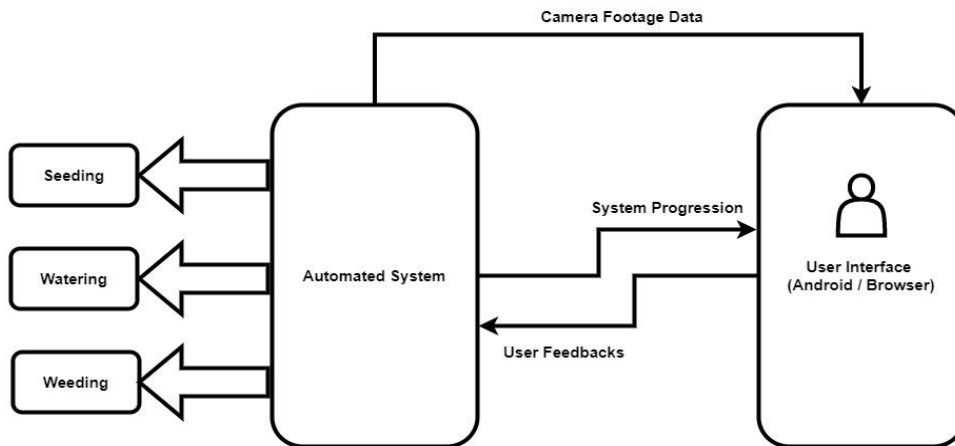 Camera Footage Data
Seeding
System Progression
Watering
Automated System
User Interface
(Android / Browser)
User Feedbacks
Weeding